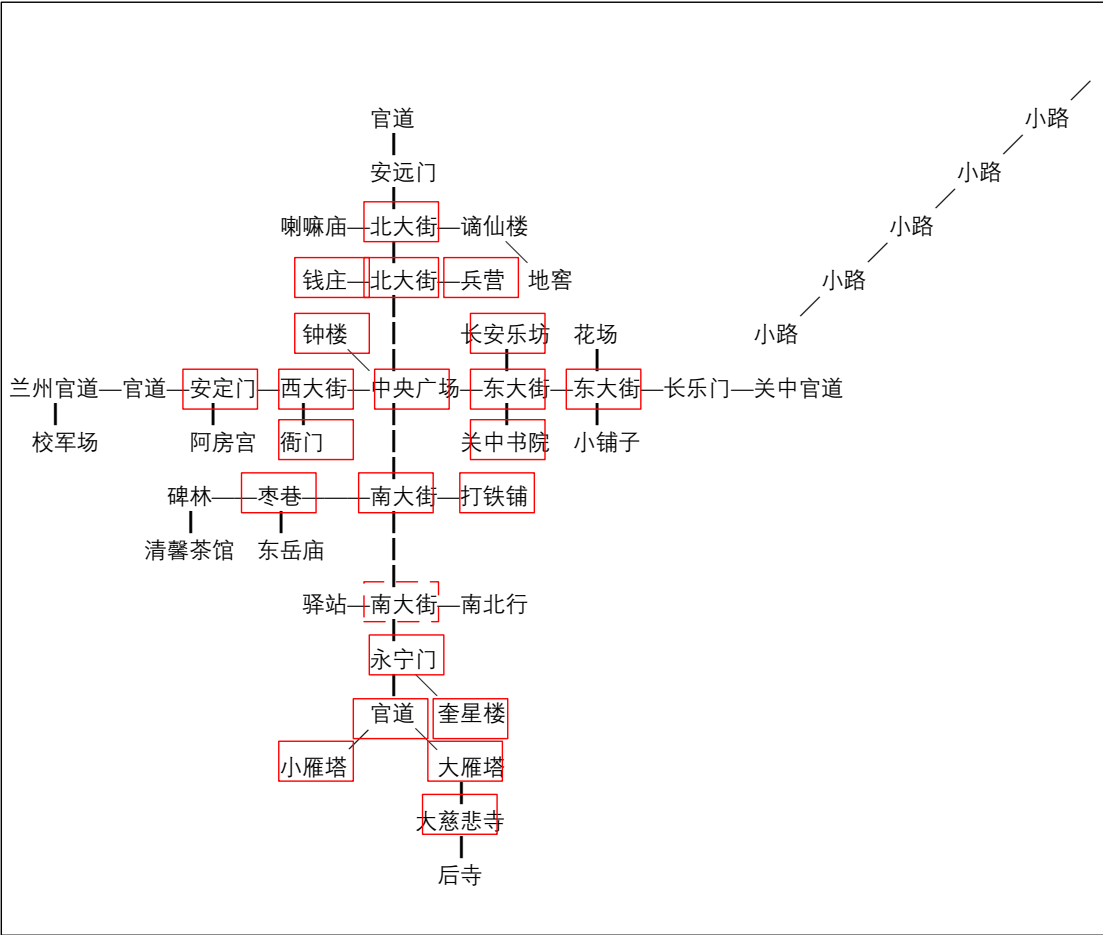 官道
小路
安远门
小路
喇嘛庙 北大街 谪仙楼
小路
钱庄 北大街 兵营 地窖
小路
钟楼 长安乐坊 花场
小路
兰州官道 官道 安定门 西大街 中央广场 东大街 东大街 长乐门 关中官道
校军场 阿房宫 衙门 关中书院 小铺子
碑林 枣巷 南大街 打铁铺
清馨茶馆 东岳庙
驿站 南大街 南北行
永宁门
官道 奎星楼
小雁塔 大雁塔
大慈悲寺
后寺